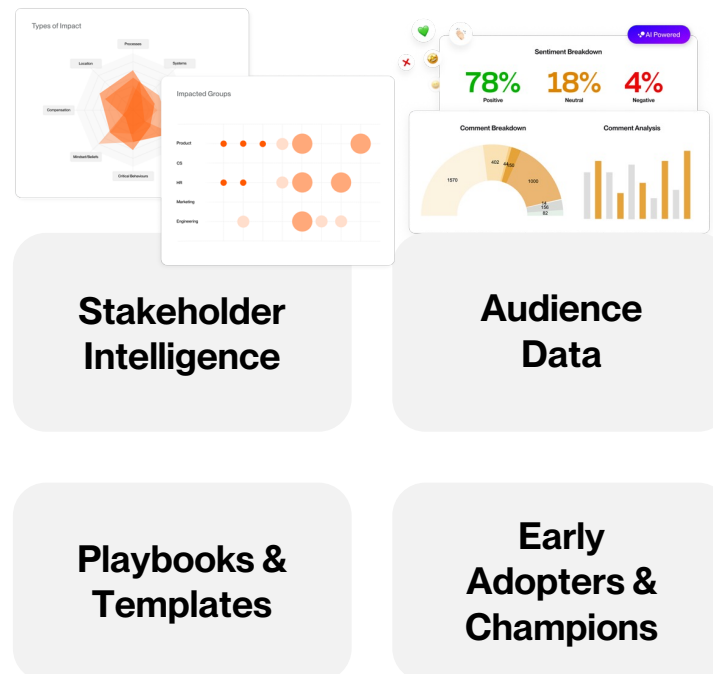 Types of Impact
Processes
Location
Systems
Compensation
Mindset/Beliefs
Critical Behaviours
Impacted Groups
Product
CS
HR
Marketing
Engineering
AI Powered
Sentiment Breakdown
78%
18%
4%
Positive
Neutral
Negative
Comment Breakdown
Comment Analysis
1570
402
1000
14
156
82
Stakeholder
Intelligence
Audience
Data
Playbooks &
Templates
Early
Adopters &
Champions